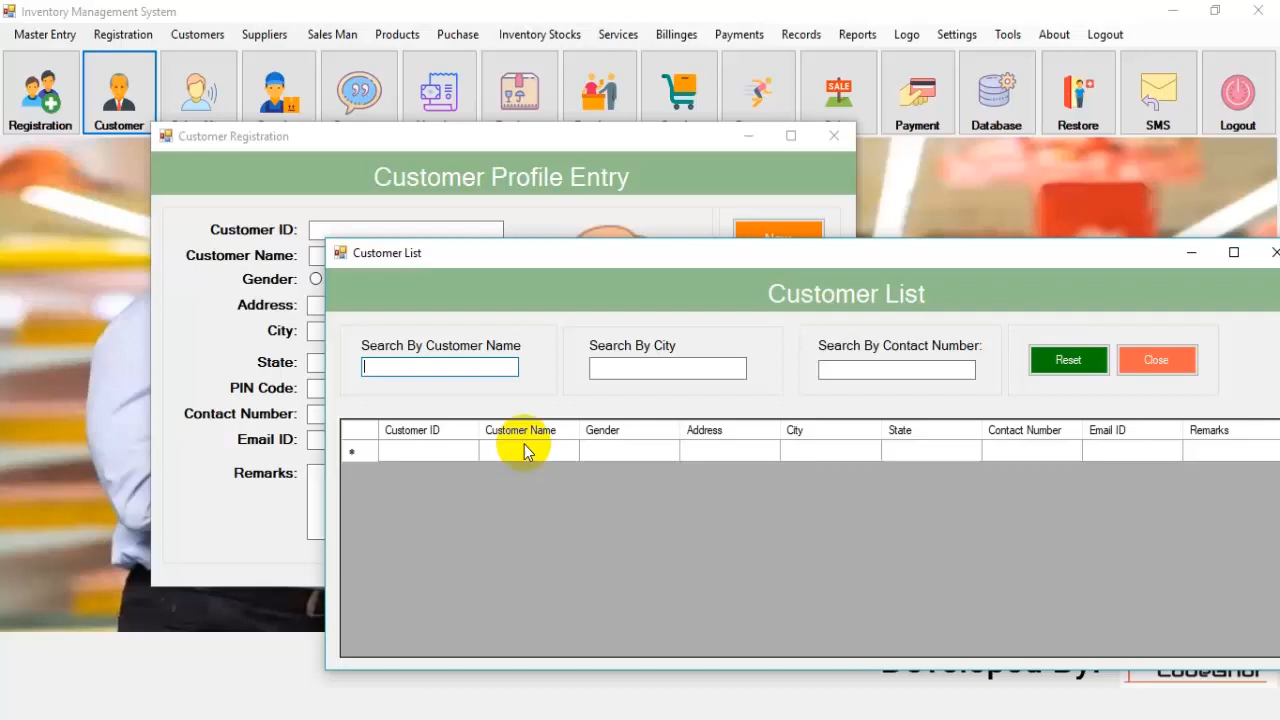 Inventory Management System
Master Entry Registration Customers Suppliers Sales Man Products Puchase Inventory Stocks Services Billinges Payments Records Reports Logo Settings Tools About Logout
Registration Customer Payment Database Restore SMS Logout
SALE
Customer Registration
Customer Profile Entry
Customer ID:
Customer Name:
Gender:
Address:
City:
State:
PIN Code:
Contact Number:
Email ID:
Remarks:
New
Customer List
Customer List
Search By Customer Name Search By City Search By Contact Number:
Reset Close
Customer ID Customer Name Gender Address City State Contact Number Email ID Remarks
*
Developed By: